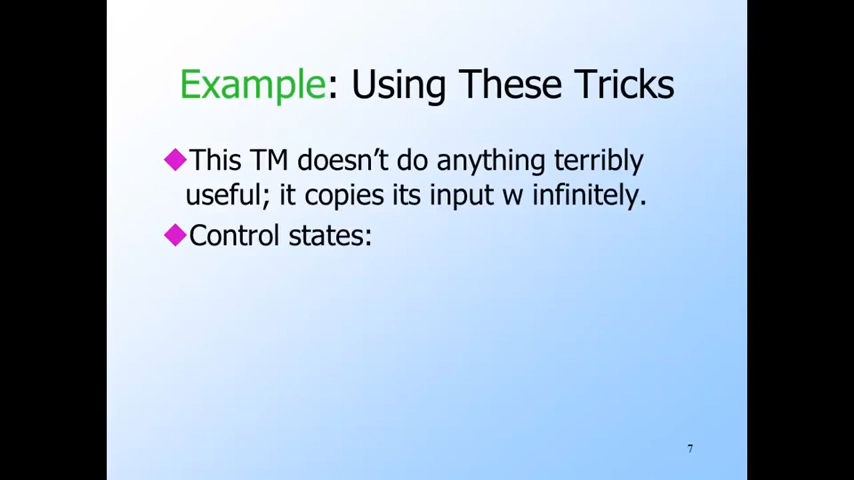 Example: Using These Tricks
This TM doesn’t do anything terribly
useful; it copies its input w infinitely.
Control states:
7